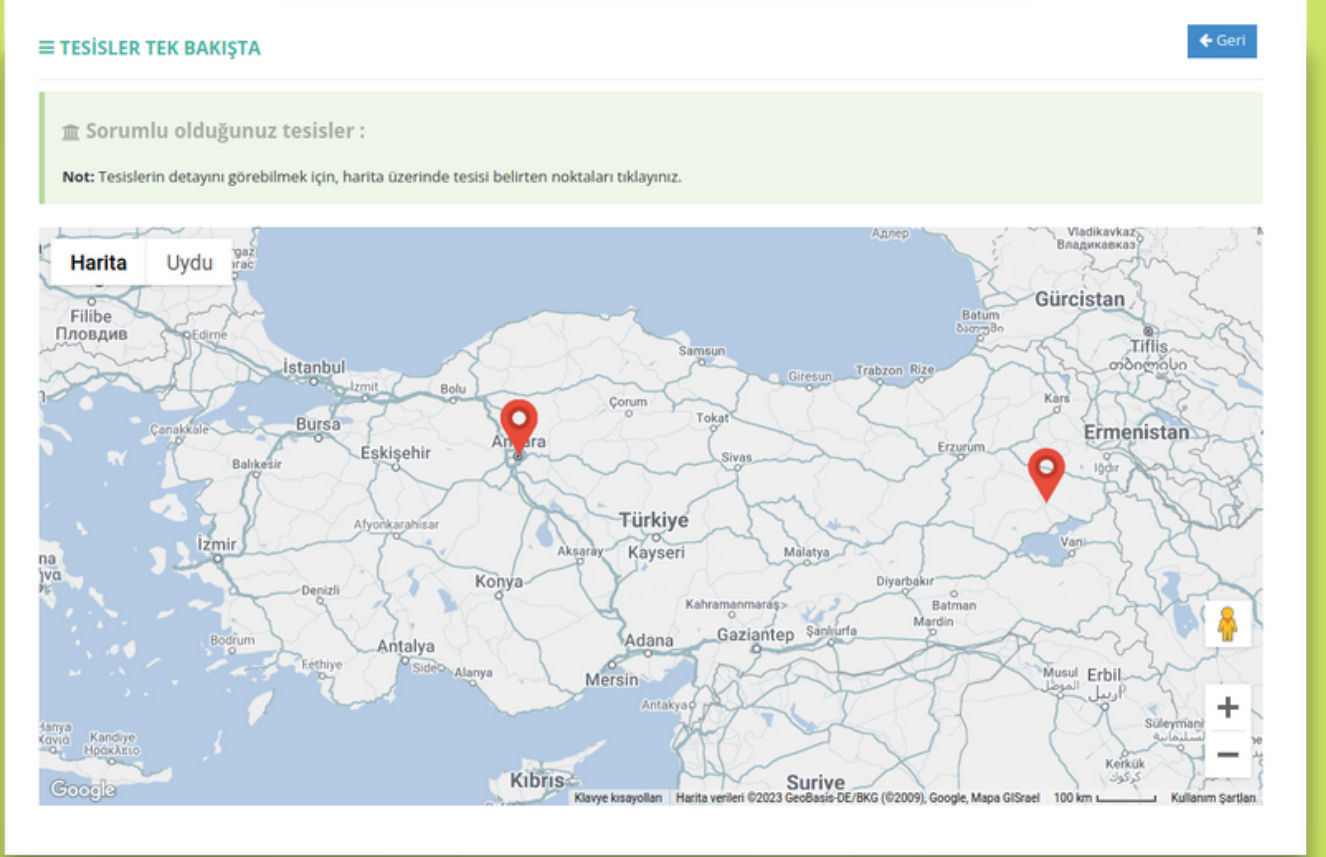 TESİSLER TEK BAKIŞTA
Geri
Sorumlu olduğunuz tesisler :
Not: Tesislerin detayını görebilmek için, harita üzerinde tesisi belirten noktaları tıklayınız.
Harita
Uydu
Адлер
Vladikavkaz
Владикавказ
Gürcistan
Filibe
Пловдив
Edirne
Batum
ბათუმი
Tiflis
თბილისი
İstanbul
Samsun
İzmit
Bolu
Giresun
Trabzon
Rize
Çorum
Kars
Çanakkale
Bursa
Tokat
Ermenistan
Eskişehir
Erzurum
Balıkesir
Sivas
Iğdır
Afyonkarahisar
Türkiye
İzmir
Aksaray
Kayseri
Malatya
Van
Denizli
Konya
Diyarbakır
Kahramanmaraş
Batman
Mardin
Bodrum
Antalya
Adana
Gaziantep
Şanlıurfa
Fethiye
Side
Alanya
Mersin
Musul
الموصل
Erbil
أربيل
Antakya
Kandiye
Ηράκλειο
Kerkük
كركوك
Kıbrıs
Suriye
Google
Klavye kısayolları
Harita verileri ©2023 GeoBasis-DE/BKG (©2009), Google, Mapa GISrael
100 km
Kullanım Şartları